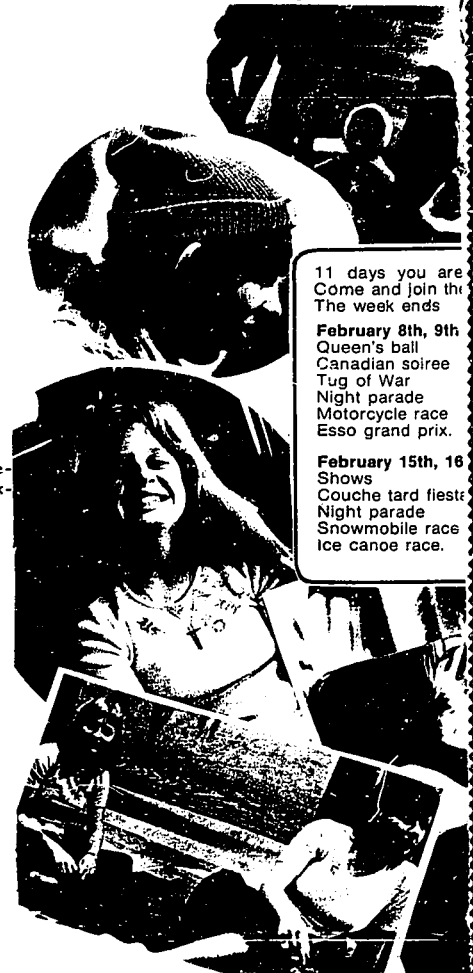 11 days you are
Come and join the
The week ends
February 8th, 9th
Queen's ball
Canadian soiree
Tug of War
Night parade
Motorcycle race
Esso grand prix.
February 15th, 16
Shows
Couche tard fiesta
Night parade
Snowmobile race
Ice canoe race.